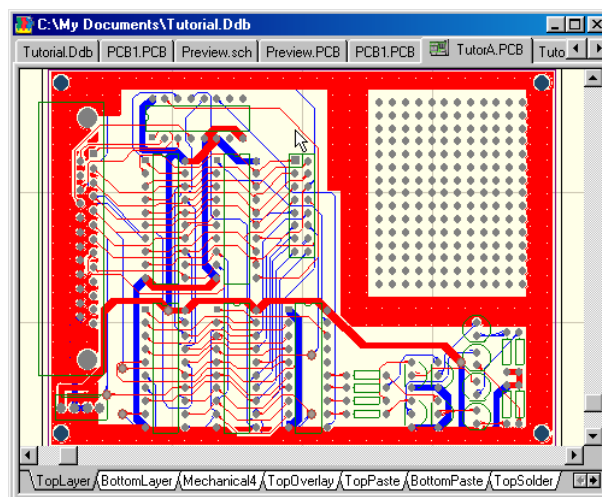 C:\My Documents\Tutorial.Ddb
Tutorial.Ddb PCB1.PCB Preview.sch Preview.PCB PCB1.PCB TutorA.PCB Tuto
TopLayer BottomLayer Mechanical4 TopOverlay TopPaste BottomPaste TopSolder